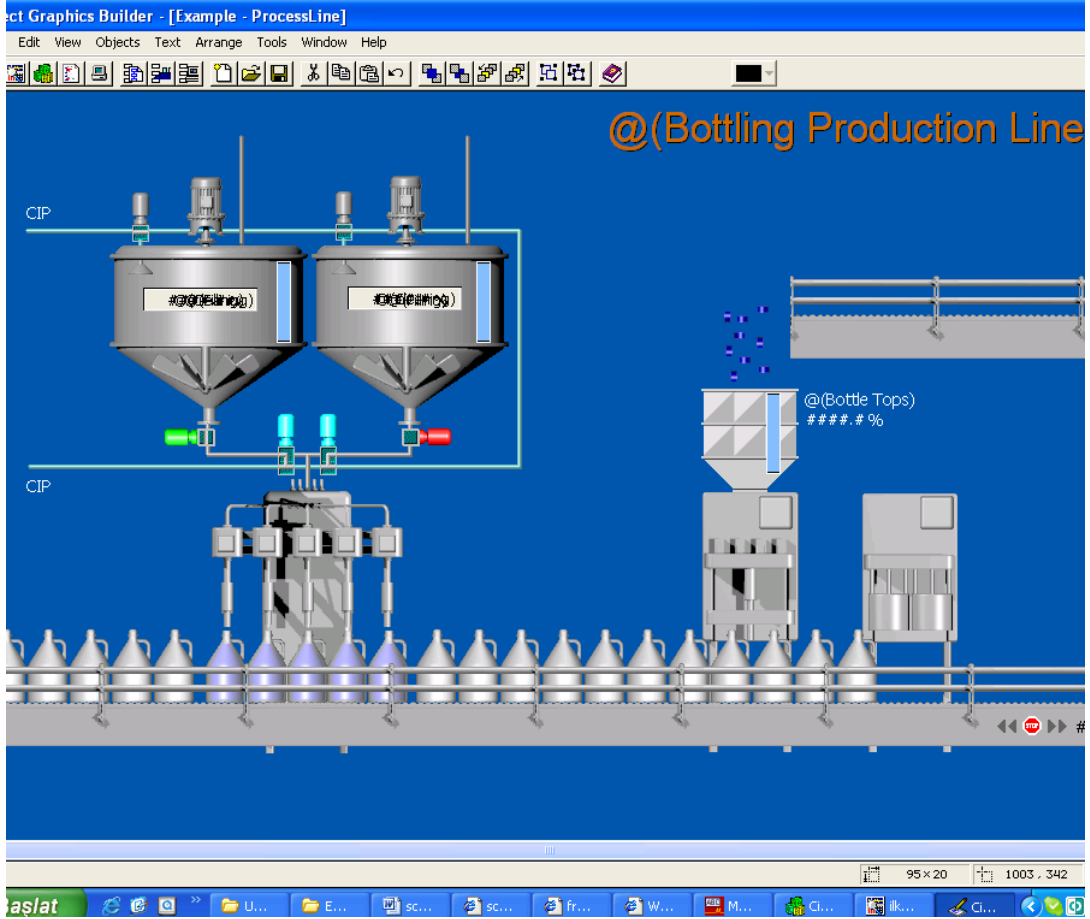 ect Graphics Builder - [Example - ProcessLine]
Edit View Objects Text Arrange Tools Window Help
@(Bottling Production Line
CIP
@(Bottle Tops)
####.# %
CIP
STOP
#
95×20
1003 , 342
Başlat
U...
E...
sc...
sc...
fr...
W...
M...
Ci...
ilk...
Ci...